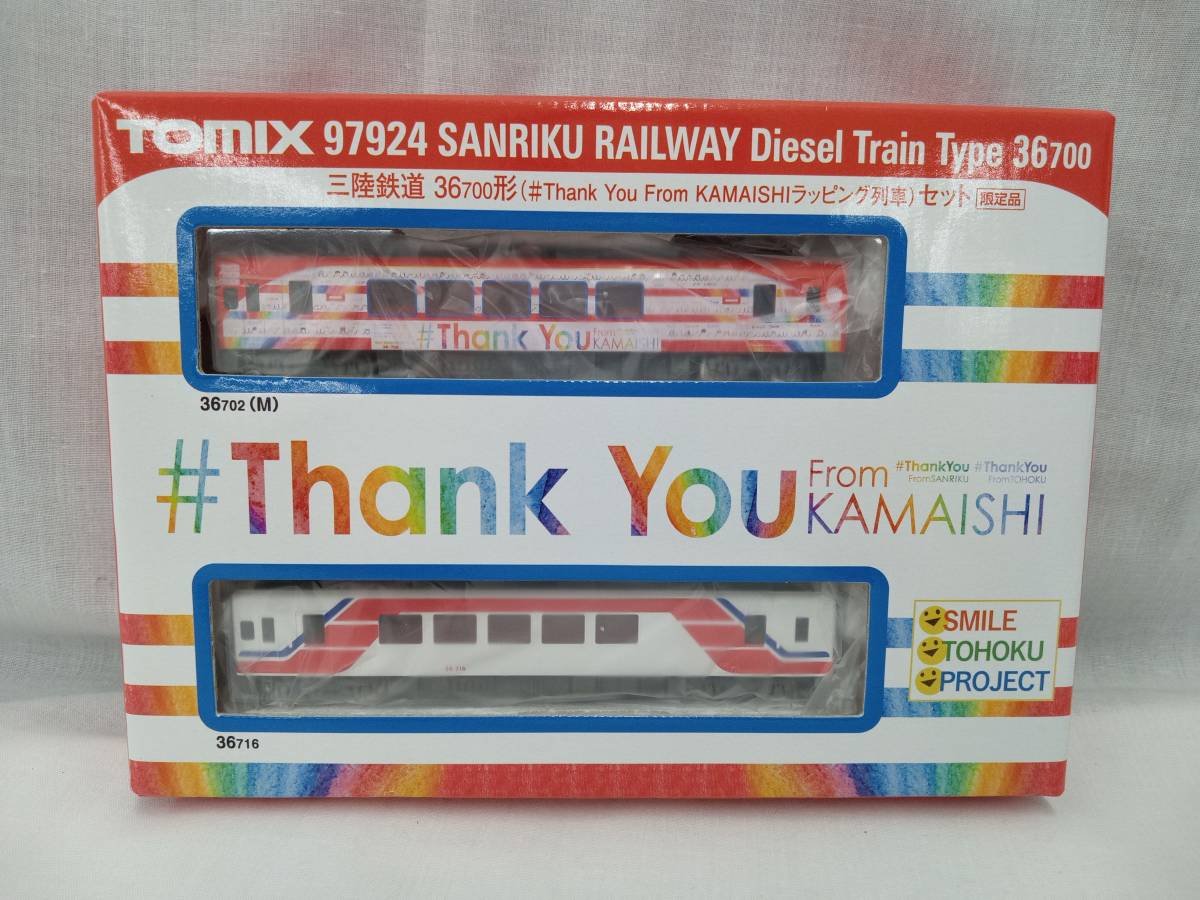 TOMIX 97924 SANRIKU RAILWAY Diesel Train Type 36700
三陸鉄道 36700形(#Thank You From KAMAISHIラッピング列車)セット 限定品
#Thank You From KAMAISHI
36702(M)
#Thank You From KAMAISHI
#ThankYou FromSANRIKU
#ThankYou FromTOHOKU
36 716
SMILE
TOHOKU
PROJECT
36716